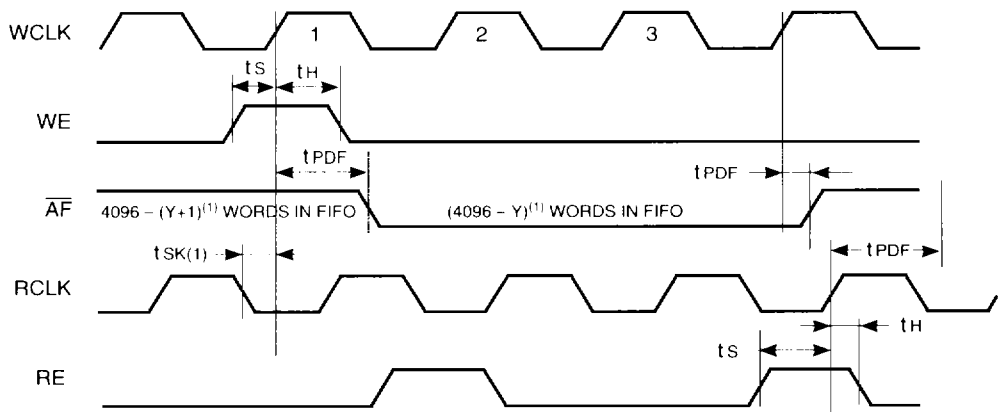 WCLK
1
2
3
tS
tH
WE
tPDF
tPDF
AF
4096 – (Y+1)(1) WORDS IN FIFO
(4096 – Y)(1) WORDS IN FIFO
tSK(1)
tPDF
RCLK
tH
tS
RE